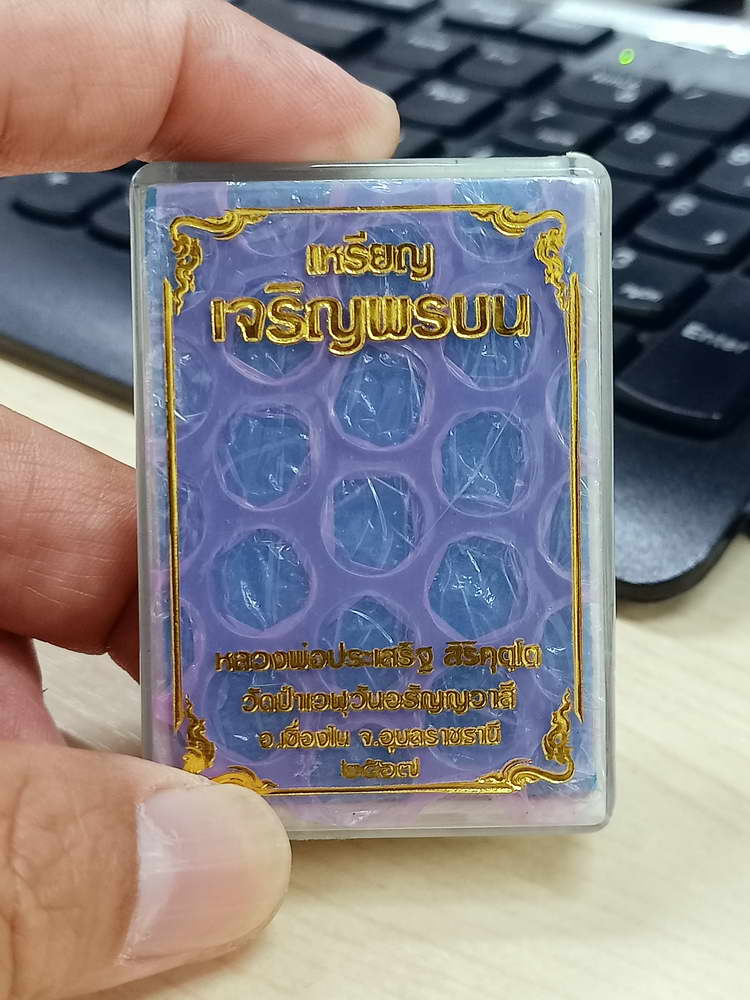 เหรียญ
เจริญพรบน
หลวงพ่อประเสริฐ สิริคุตฺโต
วัดป่าเวฬุวันอรัญญวาสี
อ.เขื่องใน จ.อุบลราชธานี
๒๕๖๗
Enter